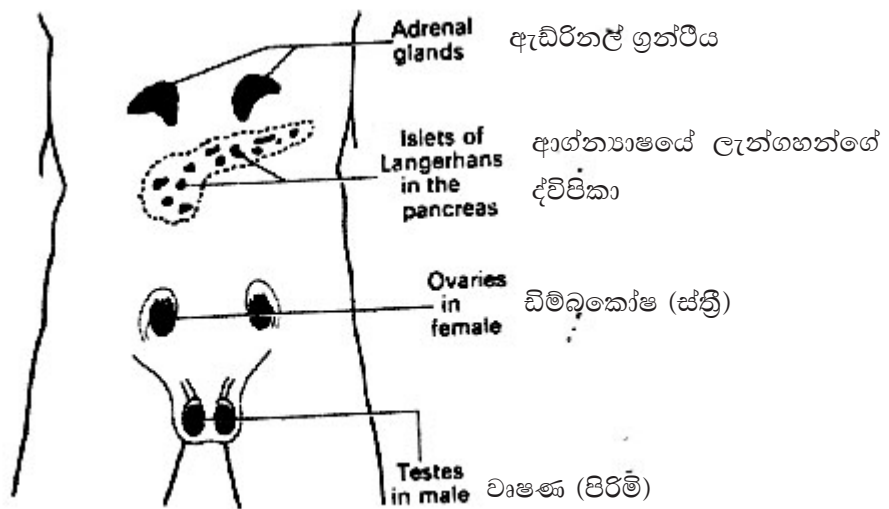 Adrenal
glands
ඇඩ්රිනල් ග්‍රන්ථිය
Islets of
Langerhans
in the
pancreas
ආග්න්‍යාෂයේ ලැන්ගහන්ගේ
ද්විපිකා
Ovaries
in
female
ඩිම්බකෝෂ (ස්ත්‍රී)
Testes
in male
වෘෂණ (පිරිමි)